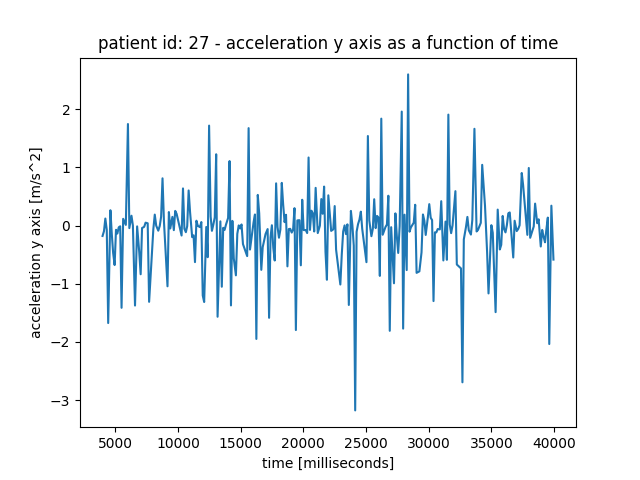 patient id: 27 - acceleration y axis as a function of time
acceleration y axis [m/s^2]
2
1
0
−1
−2
−3
5000 10000 15000 20000 25000 30000 35000 40000
time [milliseconds]